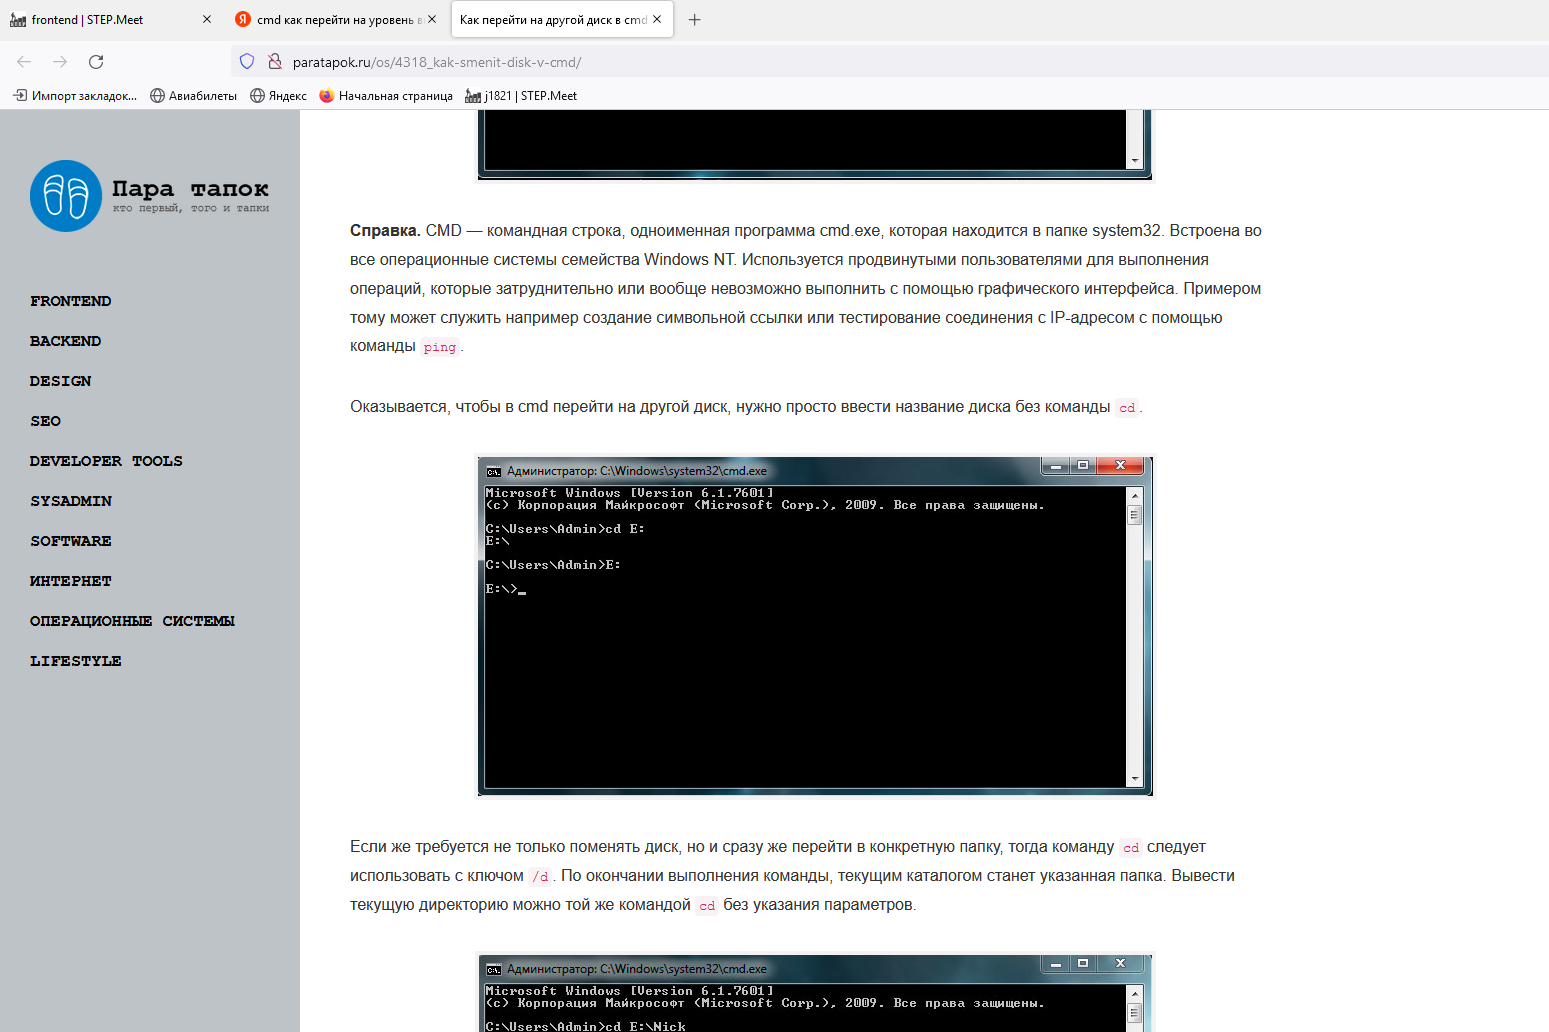 frontend | STEP.Meet
cmd как перейти на уровень в
Как перейти на другой диск в cmd
paratapok.ru/os/4318_kak-smenit-disk-v-cmd/
Импорт закладок... Авиабилеты Яндекс Начальная страница j1821 | STEP.Meet
Пара тапок
кто первый, того и тапки
FRONTEND
BACKEND
DESIGN
SEO
DEVELOPER TOOLS
SYSADMIN
SOFTWARE
ИНТЕРНЕТ
ОПЕРАЦИОННЫЕ СИСТЕМЫ
LIFESTYLE
Справка. CMD — командная строка, одноименная программа cmd.exe, которая находится в папке system32. Встроена во
все операционные системы семейства Windows NT. Используется продвинутыми пользователями для выполнения
операций, которые затруднительно или вообще невозможно выполнить с помощью графического интерфейса. Примером
тому может служить например создание символьной ссылки или тестирование соединения с IP-адресом с помощью
команды ping.
Оказывается, чтобы в cmd перейти на другой диск, нужно просто ввести название диска без команды cd.
Администратор: C:\Windows\system32\cmd.exe
Microsoft Windows [Version 6.1.7601]
(c) Корпорация Майкрософт (Microsoft Corp.), 2009. Все права защищены.
C:\Users\Admin>cd E:
E:\
C:\Users\Admin>E:
E:\>_
Если же требуется не только поменять диск, но и сразу же перейти в конкретную папку, тогда команду cd следует
использовать с ключом /d. По окончании выполнения команды, текущим каталогом станет указанная папка. Вывести
текущую директорию можно той же командой cd без указания параметров.
Администратор: C:\Windows\system32\cmd.exe
Microsoft Windows [Version 6.1.7601]
(c) Корпорация Майкрософт (Microsoft Corp.), 2009. Все права защищены.
C:\Users\Admin>cd E:\Nick